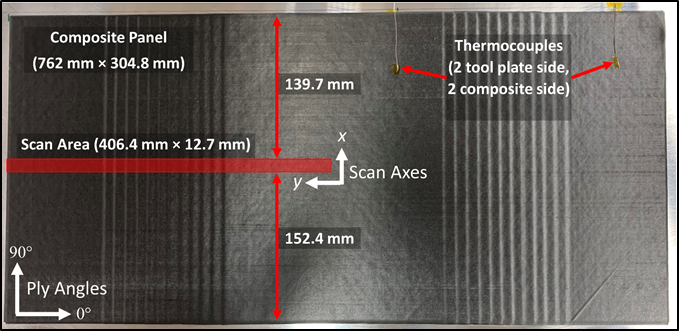 Composite Panel
(762 mm × 304.8 mm)
Thermocouples
(2 tool plate side,
2 composite side)
139.7 mm
Scan Area (406.4 mm × 12.7 mm)
x
y
Scan Axes
152.4 mm
90°
Ply Angles
0°